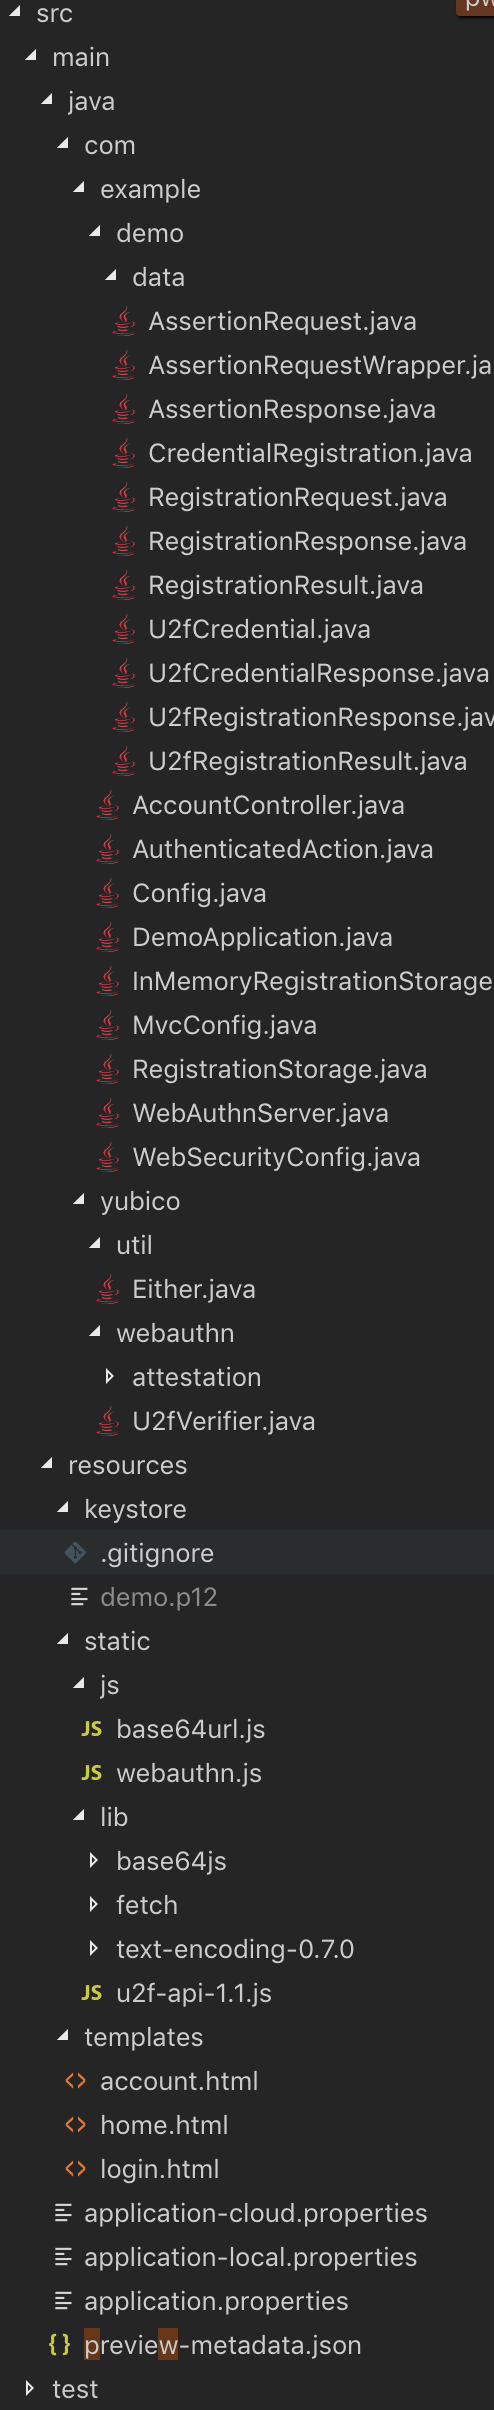 src
main
java
com
example
demo
data
AssertionRequest.java
AssertionRequestWrapper.ja
AssertionResponse.java
CredentialRegistration.java
RegistrationRequest.java
RegistrationResponse.java
RegistrationResult.java
U2fCredential.java
U2fCredentialResponse.java
U2fRegistrationResponse.jav
U2fRegistrationResult.java
AccountController.java
AuthenticatedAction.java
Config.java
DemoApplication.java
InMemoryRegistrationStorage
MvcConfig.java
RegistrationStorage.java
WebAuthnServer.java
WebSecurityConfig.java
yubico
util
Either.java
webauthn
attestation
U2fVerifier.java
resources
keystore
.gitignore
demo.p12
static
js
JS base64url.js
JS webauthn.js
lib
base64js
fetch
text-encoding-0.7.0
JS u2f-api-1.1.js
templates
<> account.html
<> home.html
<> login.html
application-cloud.properties
application-local.properties
application.properties
{ } preview-metadata.json
test